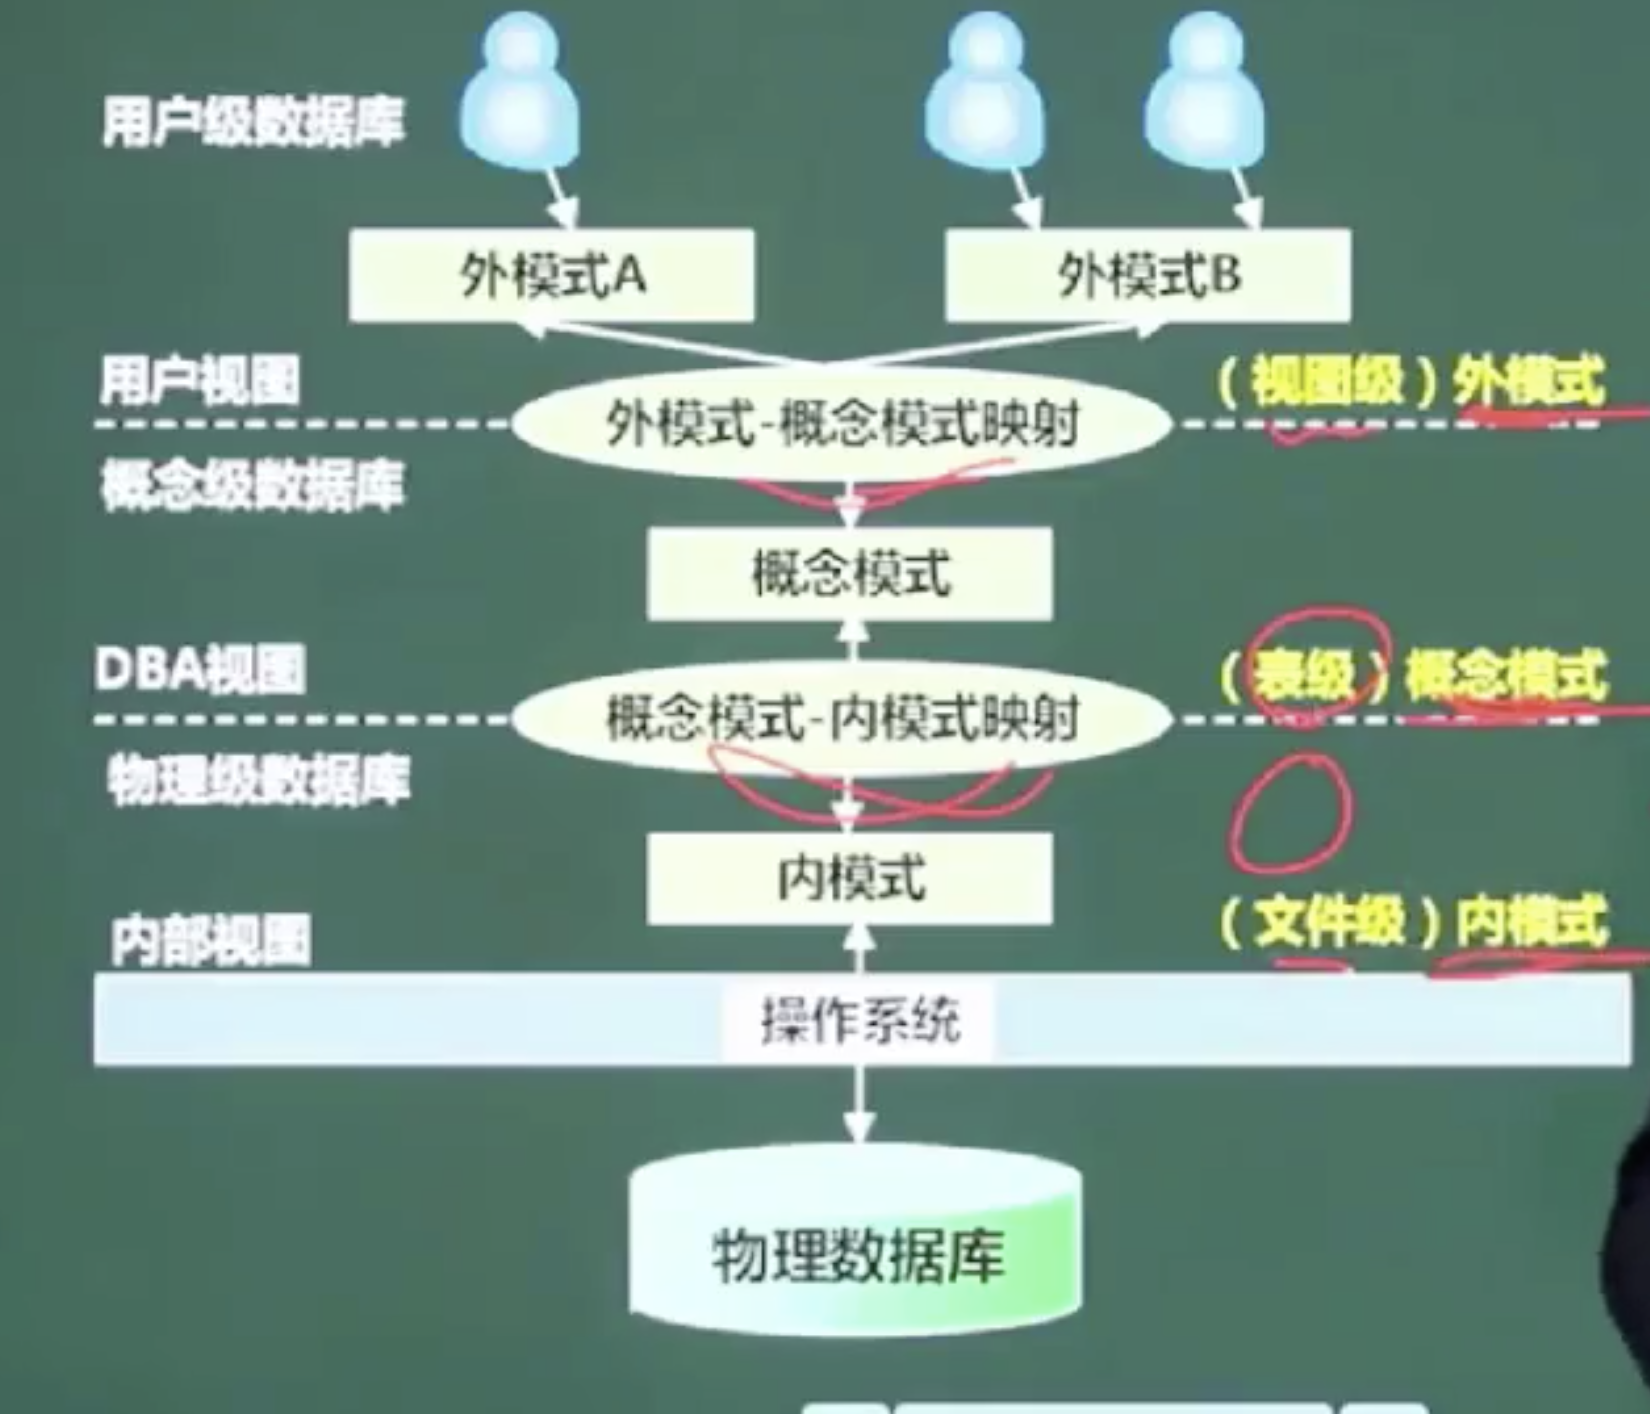 用户级数据库
外模式A
外模式B
用户视图
(视图级)外模式
外模式-概念模式映射
概念级数据库
概念模式
DBA视图
(表级)概念模式
概念模式-内模式映射
物理级数据库
内模式
内部视图
(文件级)内模式
操作系统
物理数据库